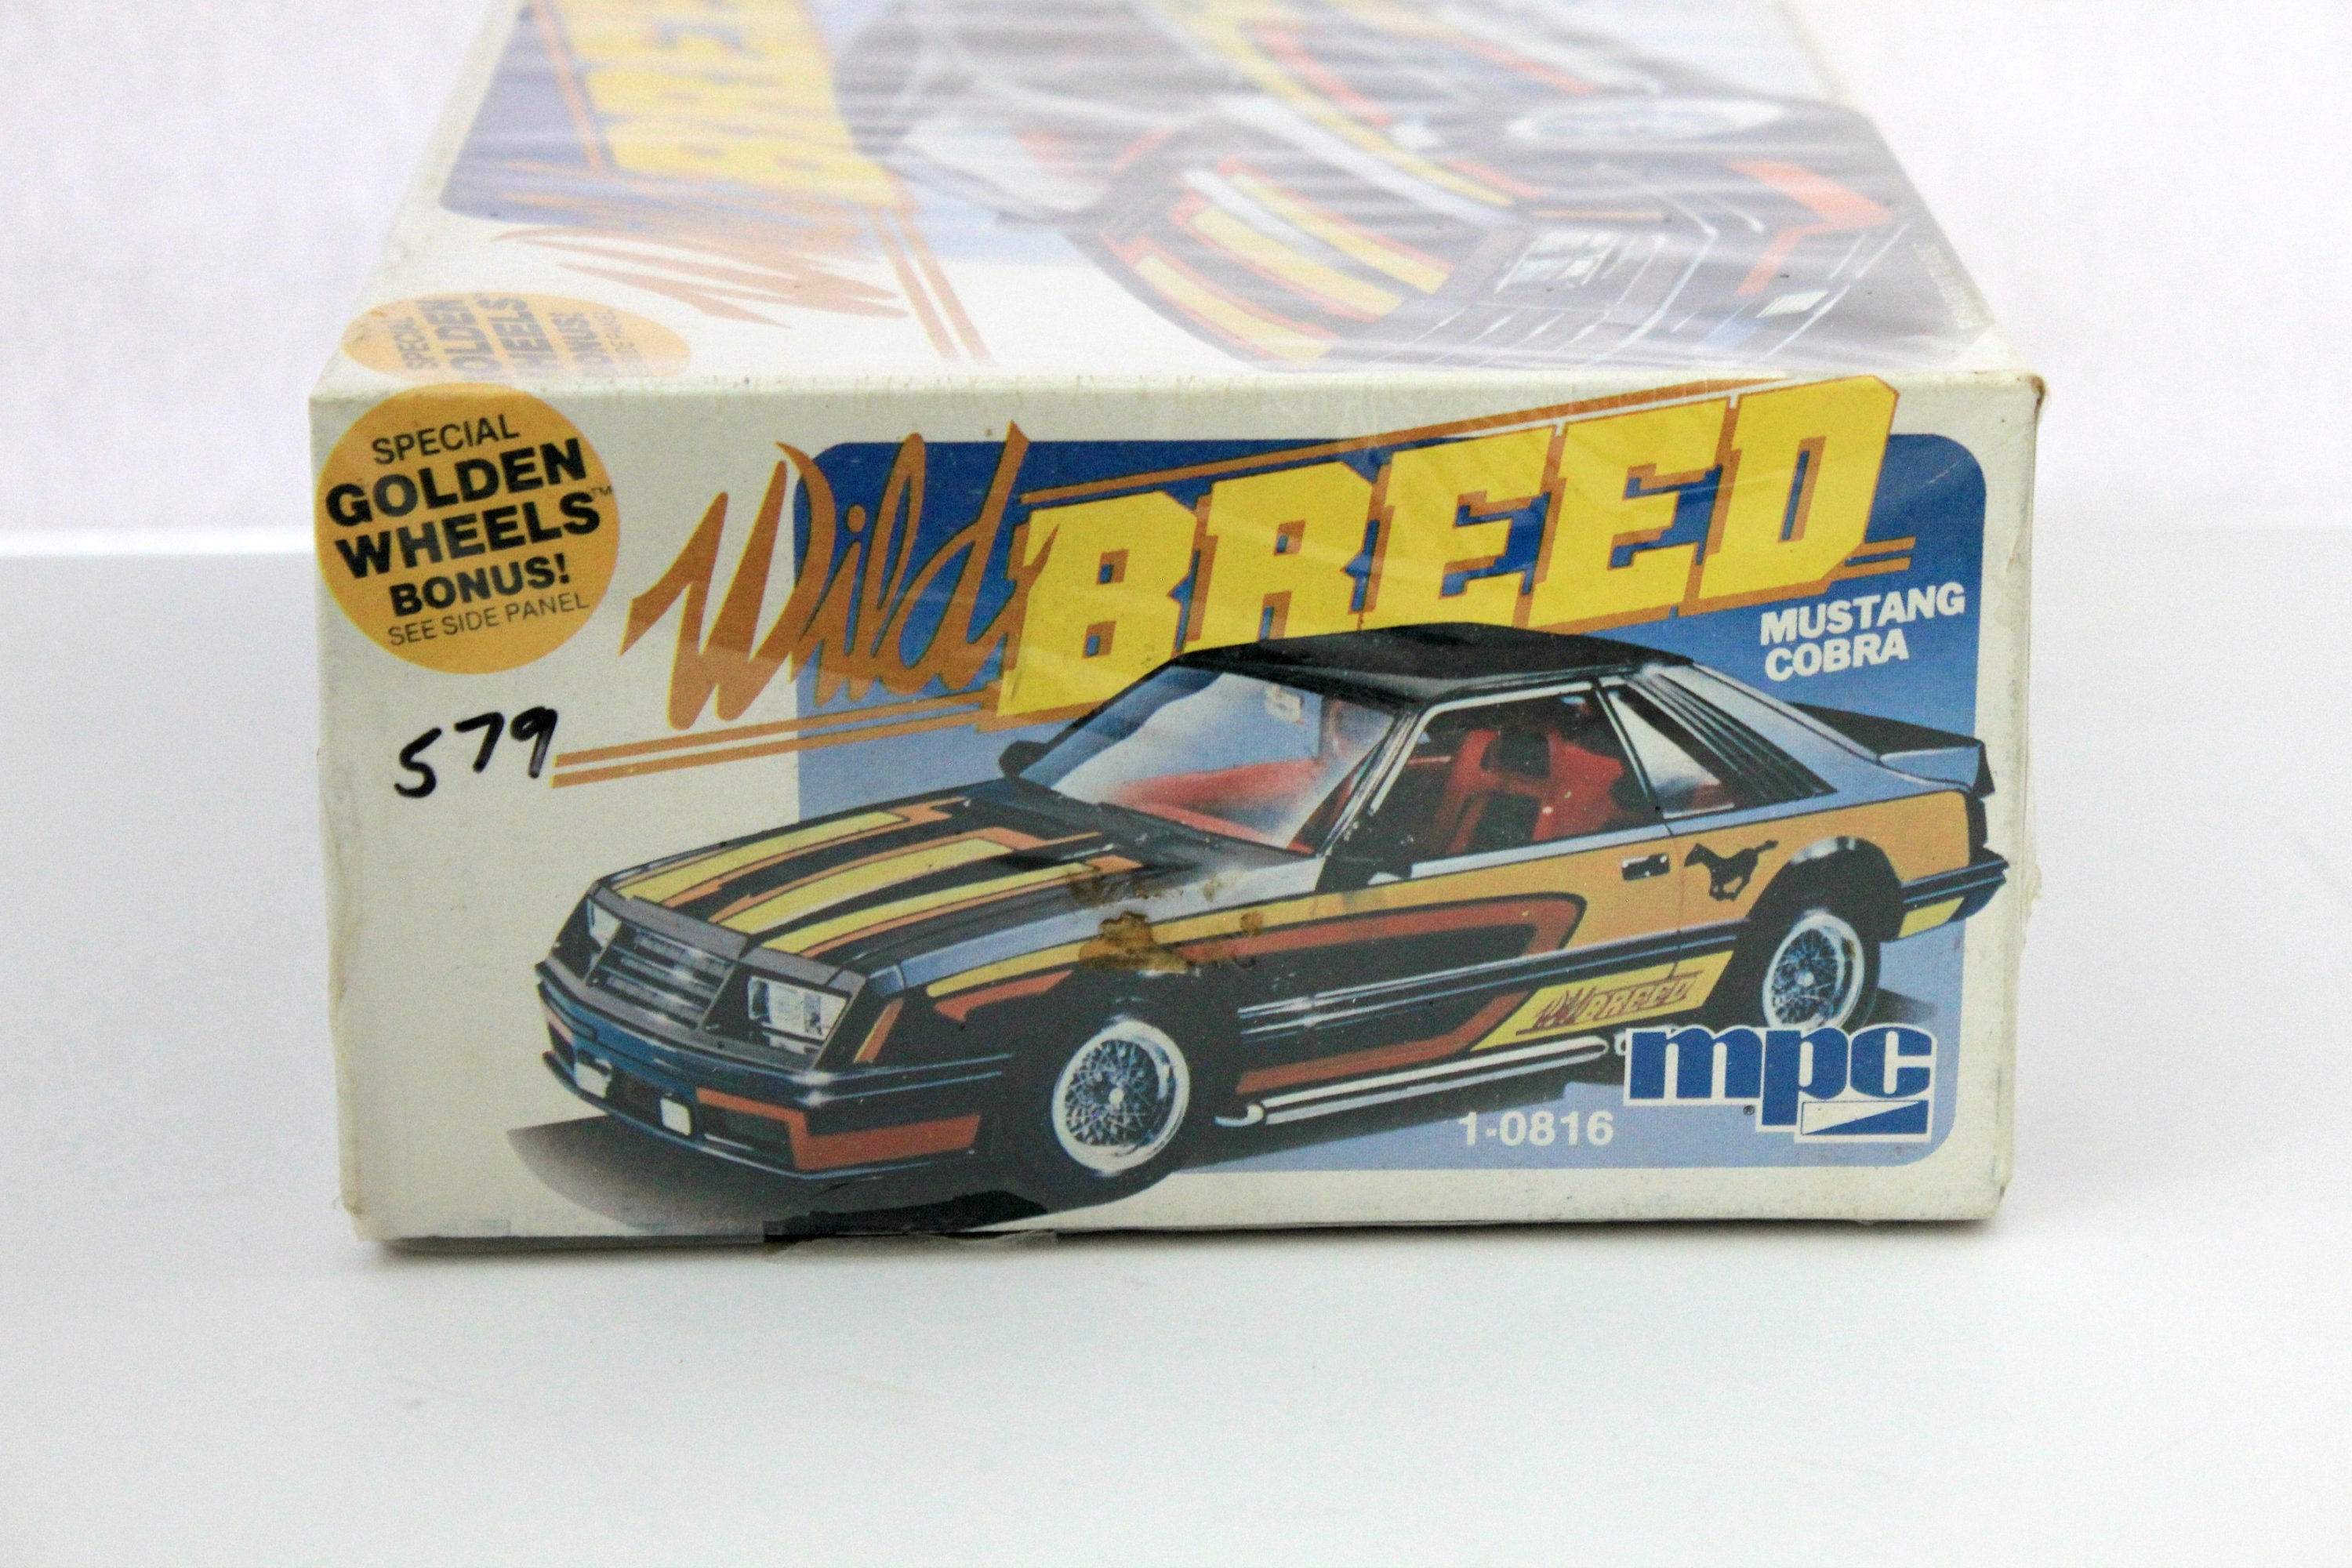 BREED
SPECIAL
GOLDEN
WHEELS
BONUS!
SPECIAL
GOLDEN
WHEELS™
BONUS!
SEE SIDE PANEL
Wild BREED
MUSTANG
COBRA
579
Wild BREED
mpc®
1-0816